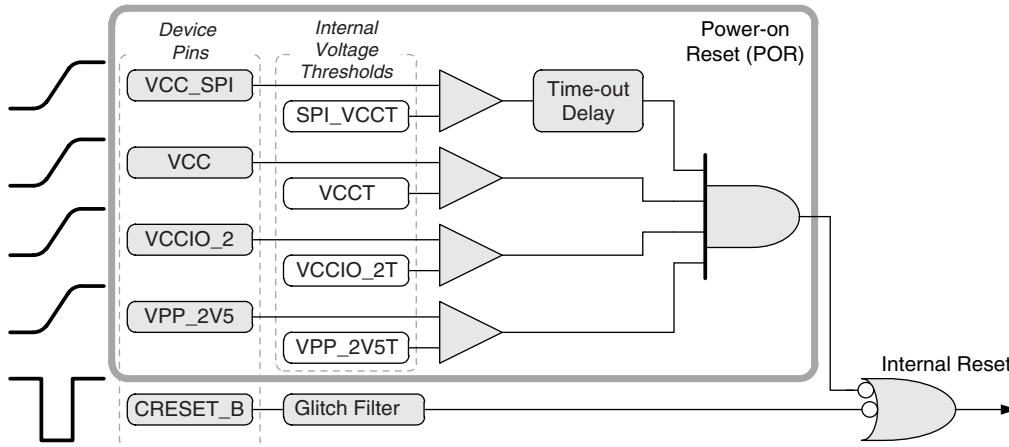 Device
Pins
Internal
Voltage
Thresholds
Power-on
Reset (POR)
VCC_SPI
SPI_VCCT
Time-out
Delay
VCC
VCCT
VCCIO_2
VCCIO_2T
VPP_2V5
VPP_2V5T
Internal Reset
CRESET_B
Glitch Filter